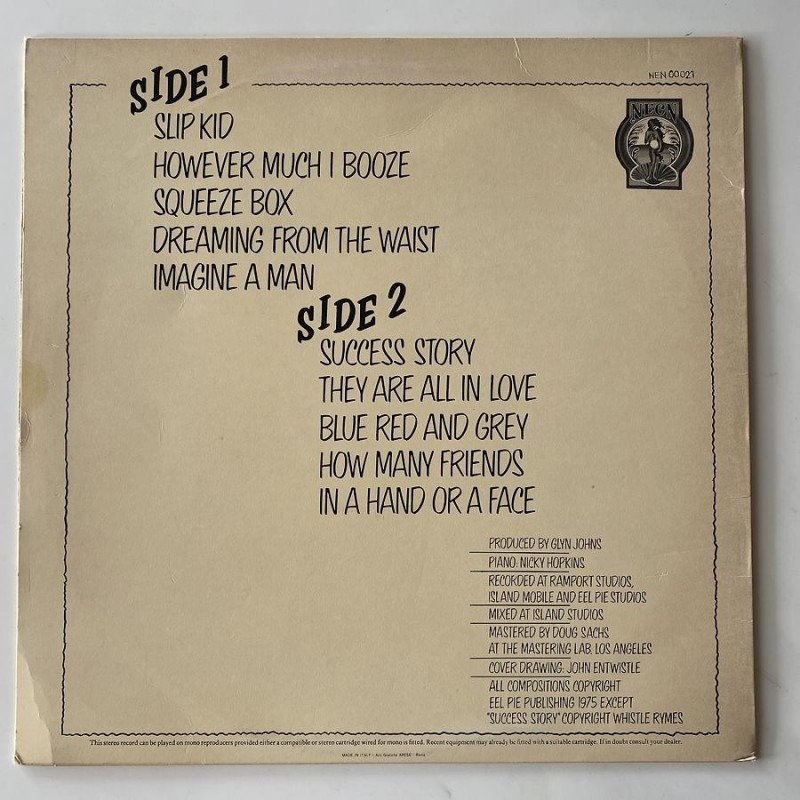 SIDE 1
NEN 00021
NEON
SLIP KID
HOWEVER MUCH I BOOZE
SQUEEZE BOX
DREAMING FROM THE WAIST
IMAGINE A MAN
SIDE 2
SUCCESS STORY
THEY ARE ALL IN LOVE
BLUE RED AND GREY
HOW MANY FRIENDS
IN A HAND OR A FACE
PRODUCED BY GLYN JOHNS
PIANO: NICKY HOPKINS
RECORDED AT RAMPORT STUDIOS,
ISLAND MOBILE AND EEL PIE STUDIOS
MIXED AT ISLAND STUDIOS
MASTERED BY DOUG SACHS
AT THE MASTERING LAB, LOS ANGELES
COVER DRAWING: JOHN ENTWISTLE
ALL COMPOSITIONS COPYRIGHT
EEL PIE PUBLISHING 1975 EXCEPT
"SUCCESS STORY" COPYRIGHT WHISTLE RYMES
This stereo record can be played on mono reproducers provided either a compatible or stereo cartridge wired for mono is fitted. Recent equipment may already be fitted with a suitable cartridge. If in doubt consult your dealer.
MADE IN ITALY - Roma